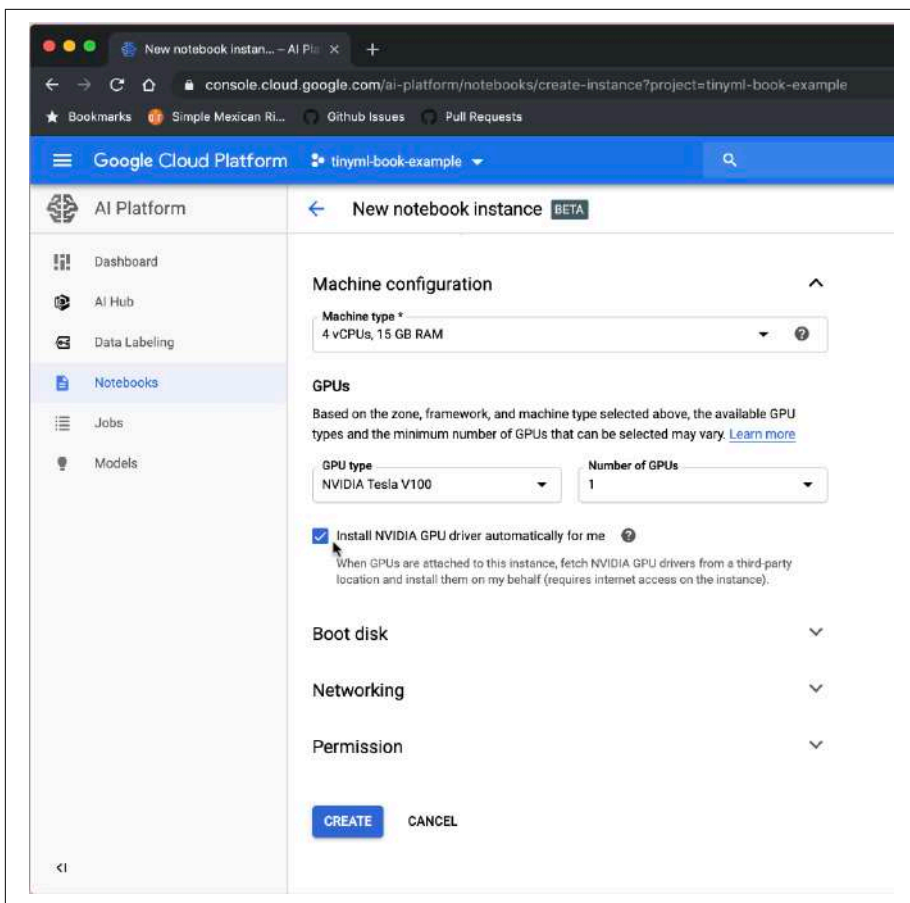 New notebook instan... – AI Pla
console.cloud.google.com/ai-platform/notebooks/create-instance?project=tinyml-book-example
Bookmarks Simple Mexican Ri... Github Issues Pull Requests
Google Cloud Platform tinyml-book-example
AI Platform
New notebook instance BETA
Dashboard
AI Hub
Data Labeling
Notebooks
Jobs
Models
Machine configuration
Machine type *
4 vCPUs, 15 GB RAM
GPUs
Based on the zone, framework, and machine type selected above, the available GPU
types and the minimum number of GPUs that can be selected may vary. Learn more
GPU type
NVIDIA Tesla V100
Number of GPUs
1
Install NVIDIA GPU driver automatically for me
When GPUs are attached to this instance, fetch NVIDIA GPU drivers from a third-party
location and install them on my behalf (requires internet access on the instance).
Boot disk
Networking
Permission
CREATE CANCEL